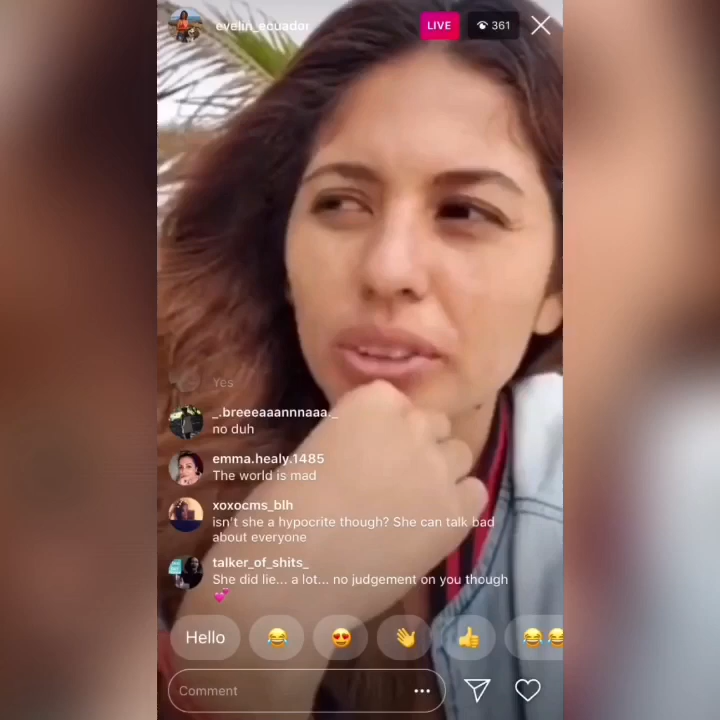 evelin_ecuador
LIVE
361
Yes
_.breeeaaannnaaa._
no duh
emma.healy.1485
The world is mad
xoxocms_blh
isn't she a hypocrite though? She can talk bad
about everyone
talker_of_shits_
She did lie... a lot... no judgement on you though
💕
Hello 😂 😍 👋 👍 😂😂
Comment